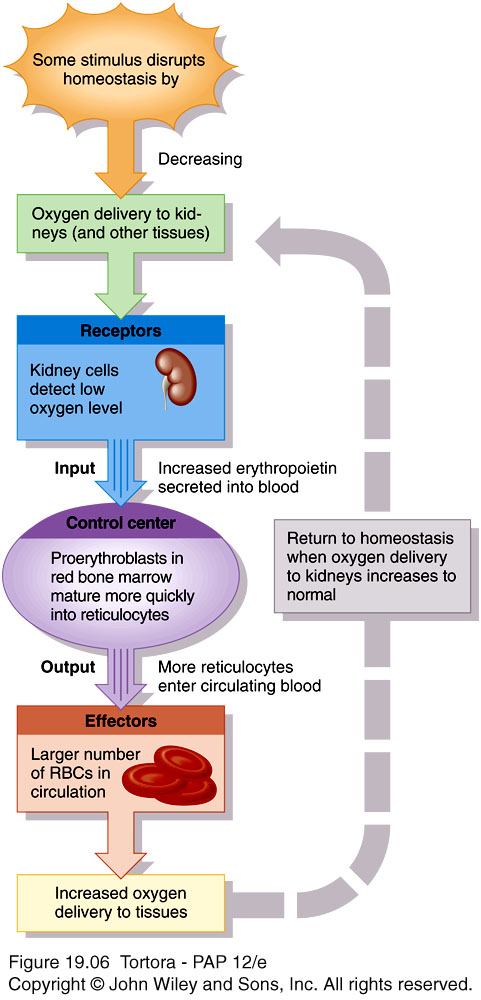 Some stimulus disrupts
homeostasis by
Decreasing
Oxygen delivery to kid-
neys (and other tissues)
Receptors
Kidney cells
detect low
oxygen level
Input
Increased erythropoietin
secreted into blood
Control center
Proerythroblasts in
red bone marrow
mature more quickly
into reticulocytes
Return to homeostasis
when oxygen delivery
to kidneys increases to
normal
Output
More reticulocytes
enter circulating blood
Effectors
Larger number
of RBCs in
circulation
Increased oxygen
delivery to tissues
Figure 19.06 Tortora - PAP 12/e
Copyright © John Wiley and Sons, Inc. All rights reserved.